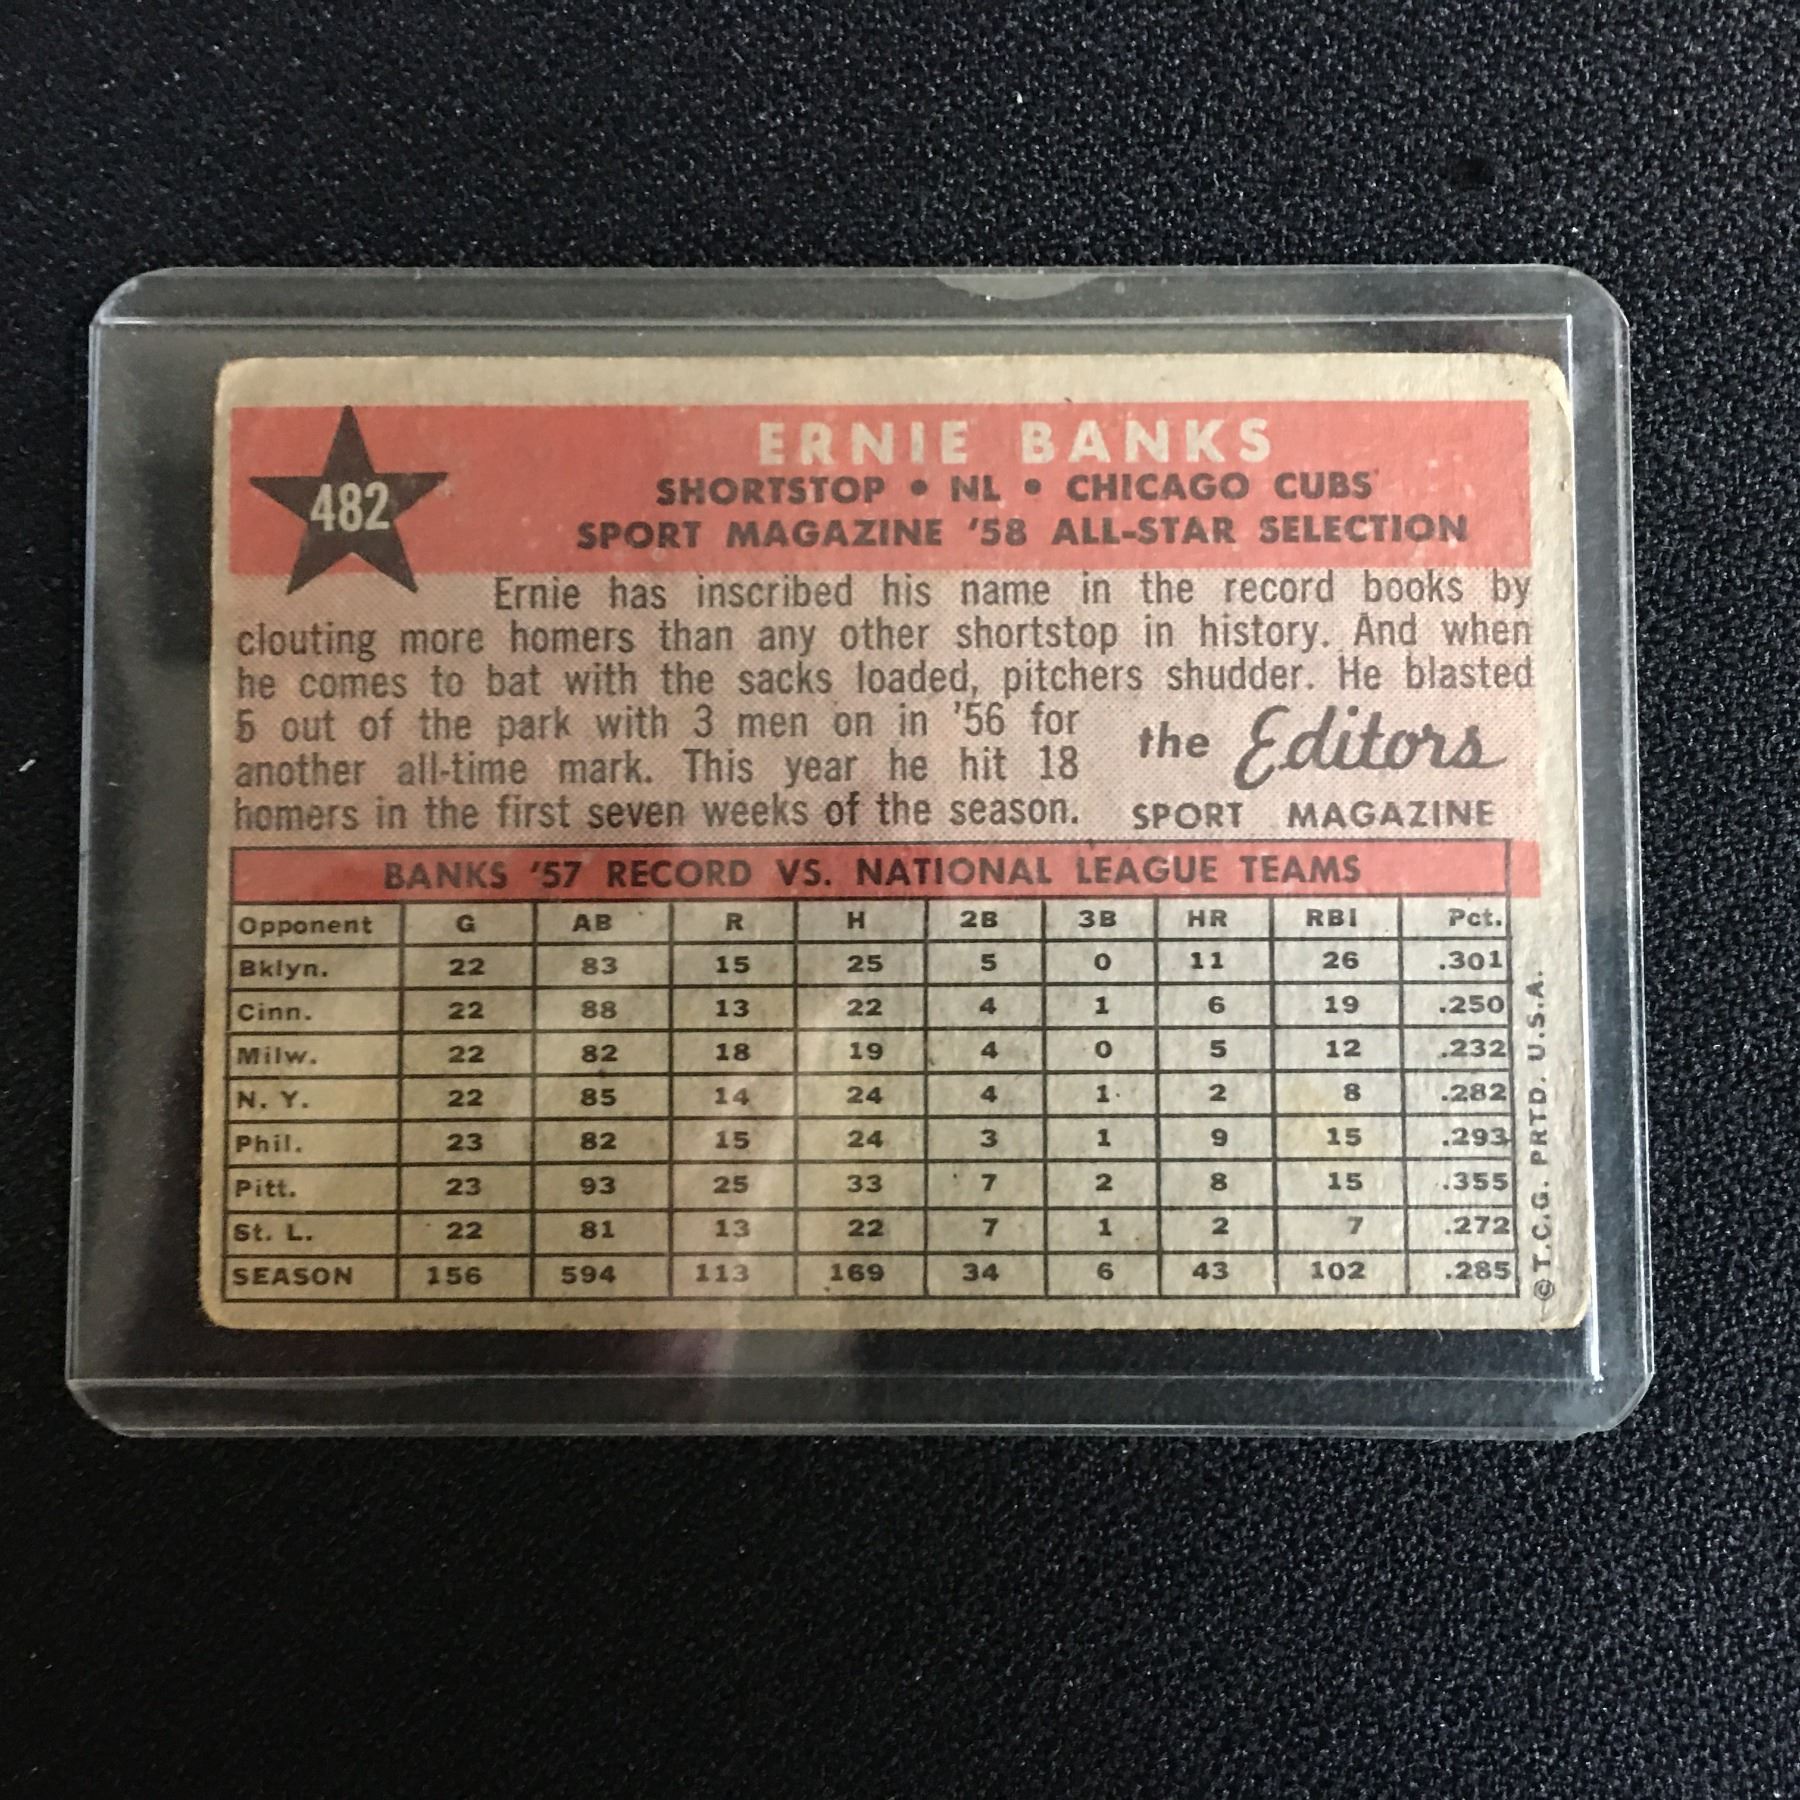 ERNIE BANKS
482
SHORTSTOP • NL • CHICAGO CUBS
SPORT MAGAZINE '58 ALL-STAR SELECTION
Ernie has inscribed his name in the record books by
clouting more homers than any other shortstop in history. And when
he comes to bat with the sacks loaded, pitchers shudder. He blasted
5 out of the park with 3 men on in '56 for
another all-time mark. This year he hit 18
homers in the first seven weeks of the season.
the Editors
SPORT MAGAZINE
BANKS '57 RECORD VS. NATIONAL LEAGUE TEAMS
Opponent G AB R H 2B 3B HR RBI Pct.
Bklyn. 22 83 15 25 5 0 11 26 .301
Cinn. 22 88 13 22 4 1 6 19 .250
Milw. 22 82 18 19 4 0 5 12 .232
N. Y. 22 85 14 24 4 1 2 8 .282
Phil. 23 82 15 24 3 1 9 15 .293
Pitt. 23 93 25 33 7 2 8 15 .355
St. L. 22 81 13 22 7 1 2 7 .272
SEASON 156 594 113 169 34 6 43 102 .285
© T.C.G. PRTD. U.S.A.